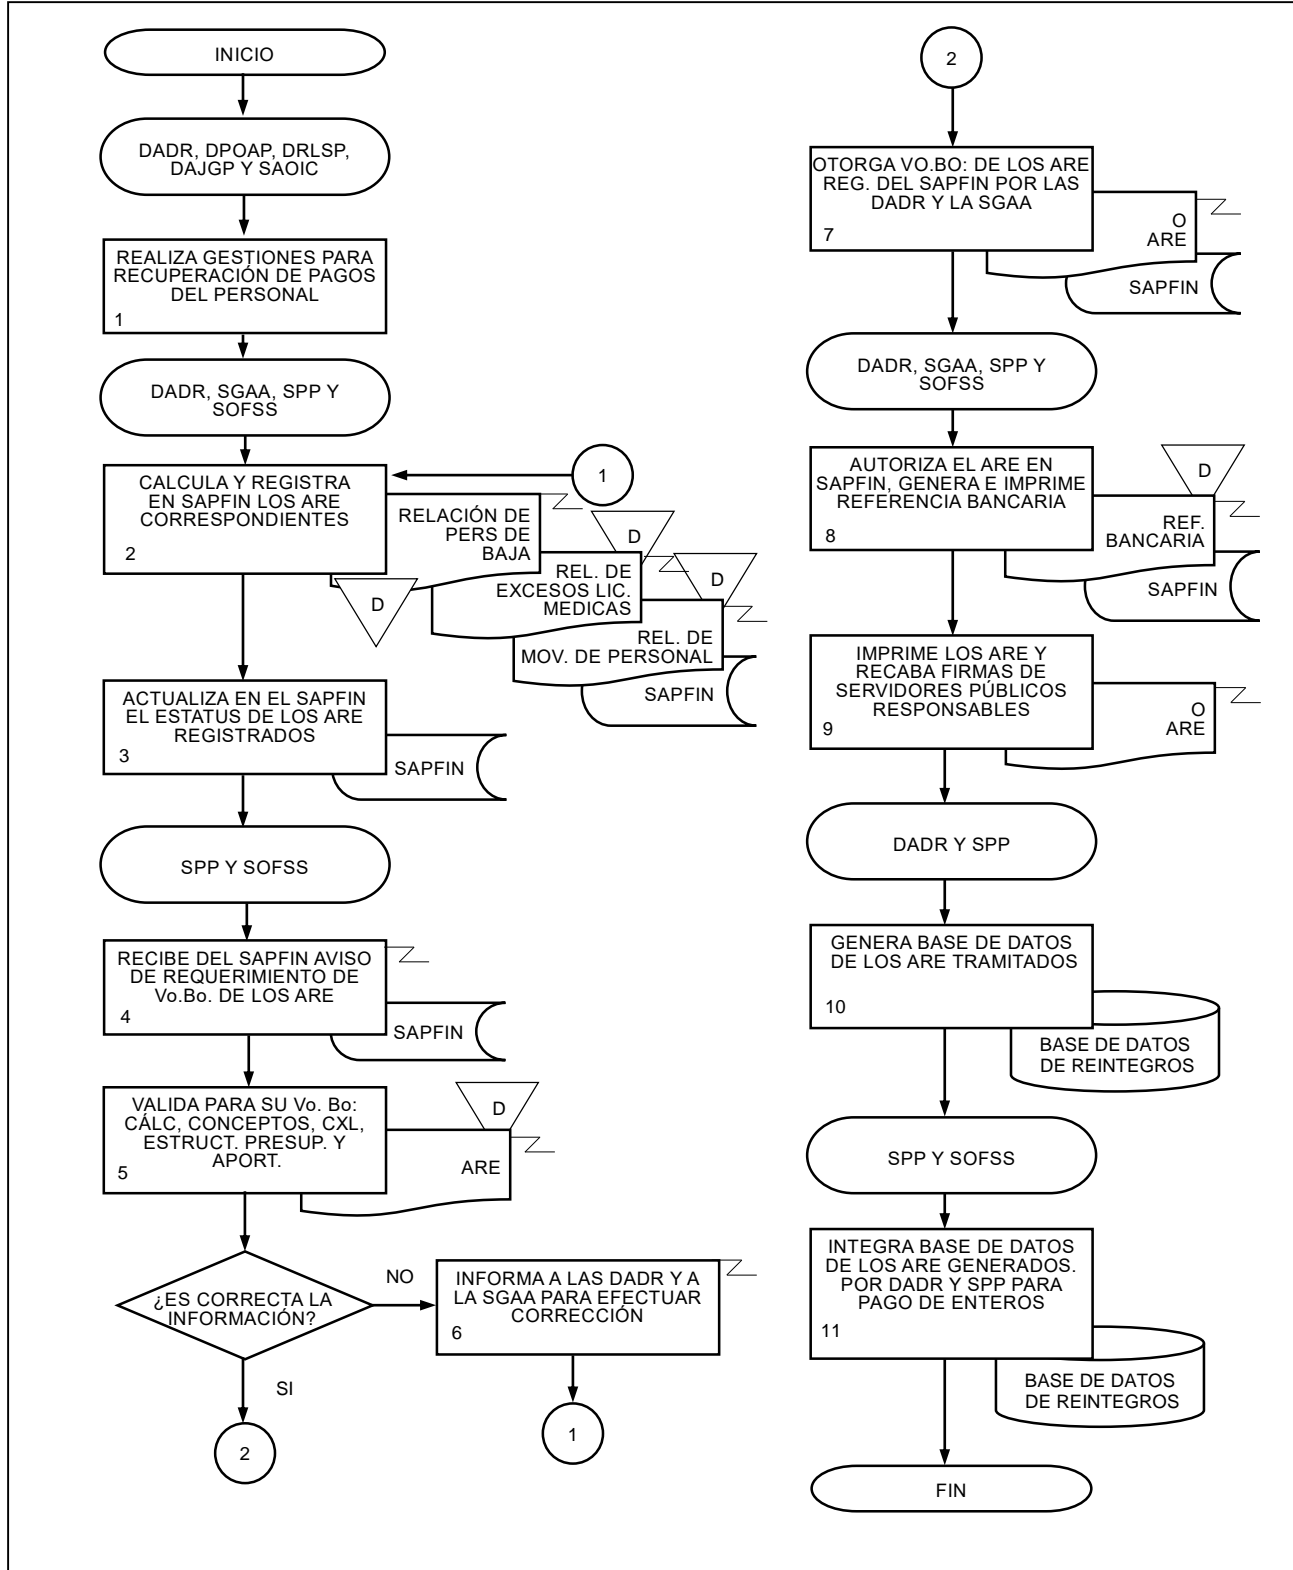 INICIO
DADR, DPOAP, DRLSP,
DAJGP Y SAOIC
REALIZA GESTIONES PARA
RECUPERACIÓN DE PAGOS
DEL PERSONAL
1
DADR, SGAA, SPP Y
SOFSS
CALCULA Y REGISTRA
EN SAPFIN LOS ARE
CORRESPONDIENTES
2
1
RELACIÓN DE
PERS DE
BAJA
D
REL. DE
EXCESOS LIC.
MEDICAS
D
REL. DE
MOV. DE PERSONAL
D
SAPFIN
ACTUALIZA EN EL SAPFIN
EL ESTATUS DE LOS ARE
REGISTRADOS
3
SAPFIN
SPP Y SOFSS
RECIBE DEL SAPFIN AVISO
DE REQUERIMIENTO DE
Vo.Bo. DE LOS ARE
4
SAPFIN
VALIDA PARA SU Vo. Bo:
CÁLC, CONCEPTOS, CXL,
ESTRUCT. PRESUP. Y
APORT.
5
D
ARE
¿ES CORRECTA LA
INFORMACIÓN?
NO
INFORMA A LAS DADR Y A
LA SGAA PARA EFECTUAR
CORRECCIÓN
6
SI
2
1
2
OTORGA VO.BO: DE LOS ARE
REG. DEL SAPFIN POR LAS
DADR Y LA SGAA
7
O
ARE
SAPFIN
DADR, SGAA, SPP Y
SOFSS
AUTORIZA EL ARE EN
SAPFIN, GENERA E IMPRIME
REFERENCIA BANCARIA
8
D
REF.
BANCARIA
SAPFIN
IMPRIME LOS ARE Y
RECABA FIRMAS DE
SERVIDORES PÚBLICOS
RESPONSABLES
9
O
ARE
DADR Y SPP
GENERA BASE DE DATOS
DE LOS ARE TRAMITADOS
10
BASE DE DATOS
DE REINTEGROS
SPP Y SOFSS
INTEGRA BASE DE DATOS
DE LOS ARE GENERADOS.
POR DADR Y SPP PARA
PAGO DE ENTEROS
11
BASE DE DATOS
DE REINTEGROS
FIN